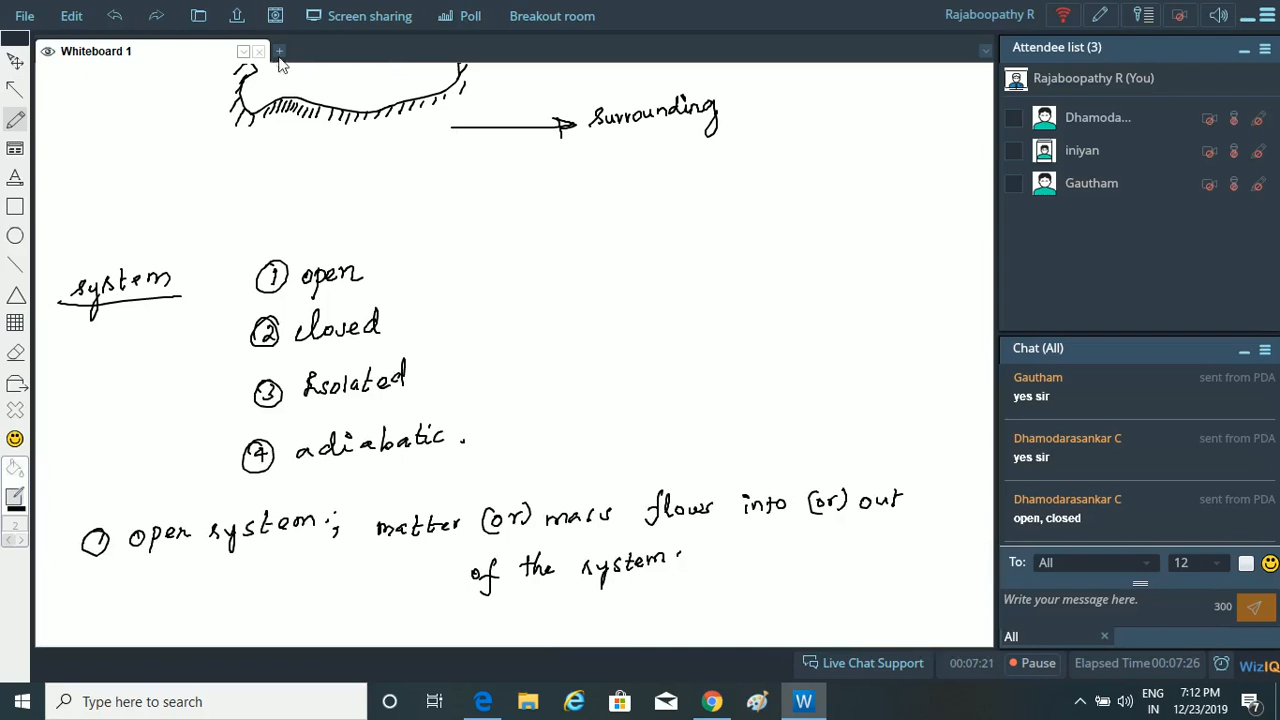 File Edit Screen sharing Poll Breakout room Rajaboopathy R
Whiteboard 1
Attendee list (3)
Rajaboopathy R (You)
Dhamoda...
iniyan
Gautham
surrounding
system
1 open
2 closed
3 Isolated
4 adiabatic.
1 open system; matter (or) mass flows into (or) out
of the system.
Chat (All)
Gautham sent from PDA
yes sir
Dhamodarasankar C sent from PDA
yes sir
Dhamodarasankar C sent from PDA
open, closed
To: All 12
Write your message here. 300
All
2
Live Chat Support 00:07:21 Pause Elapsed Time 00:07:26 WizIQ
Type here to search
ENG 7:12 PM
IN 12/23/2019 7